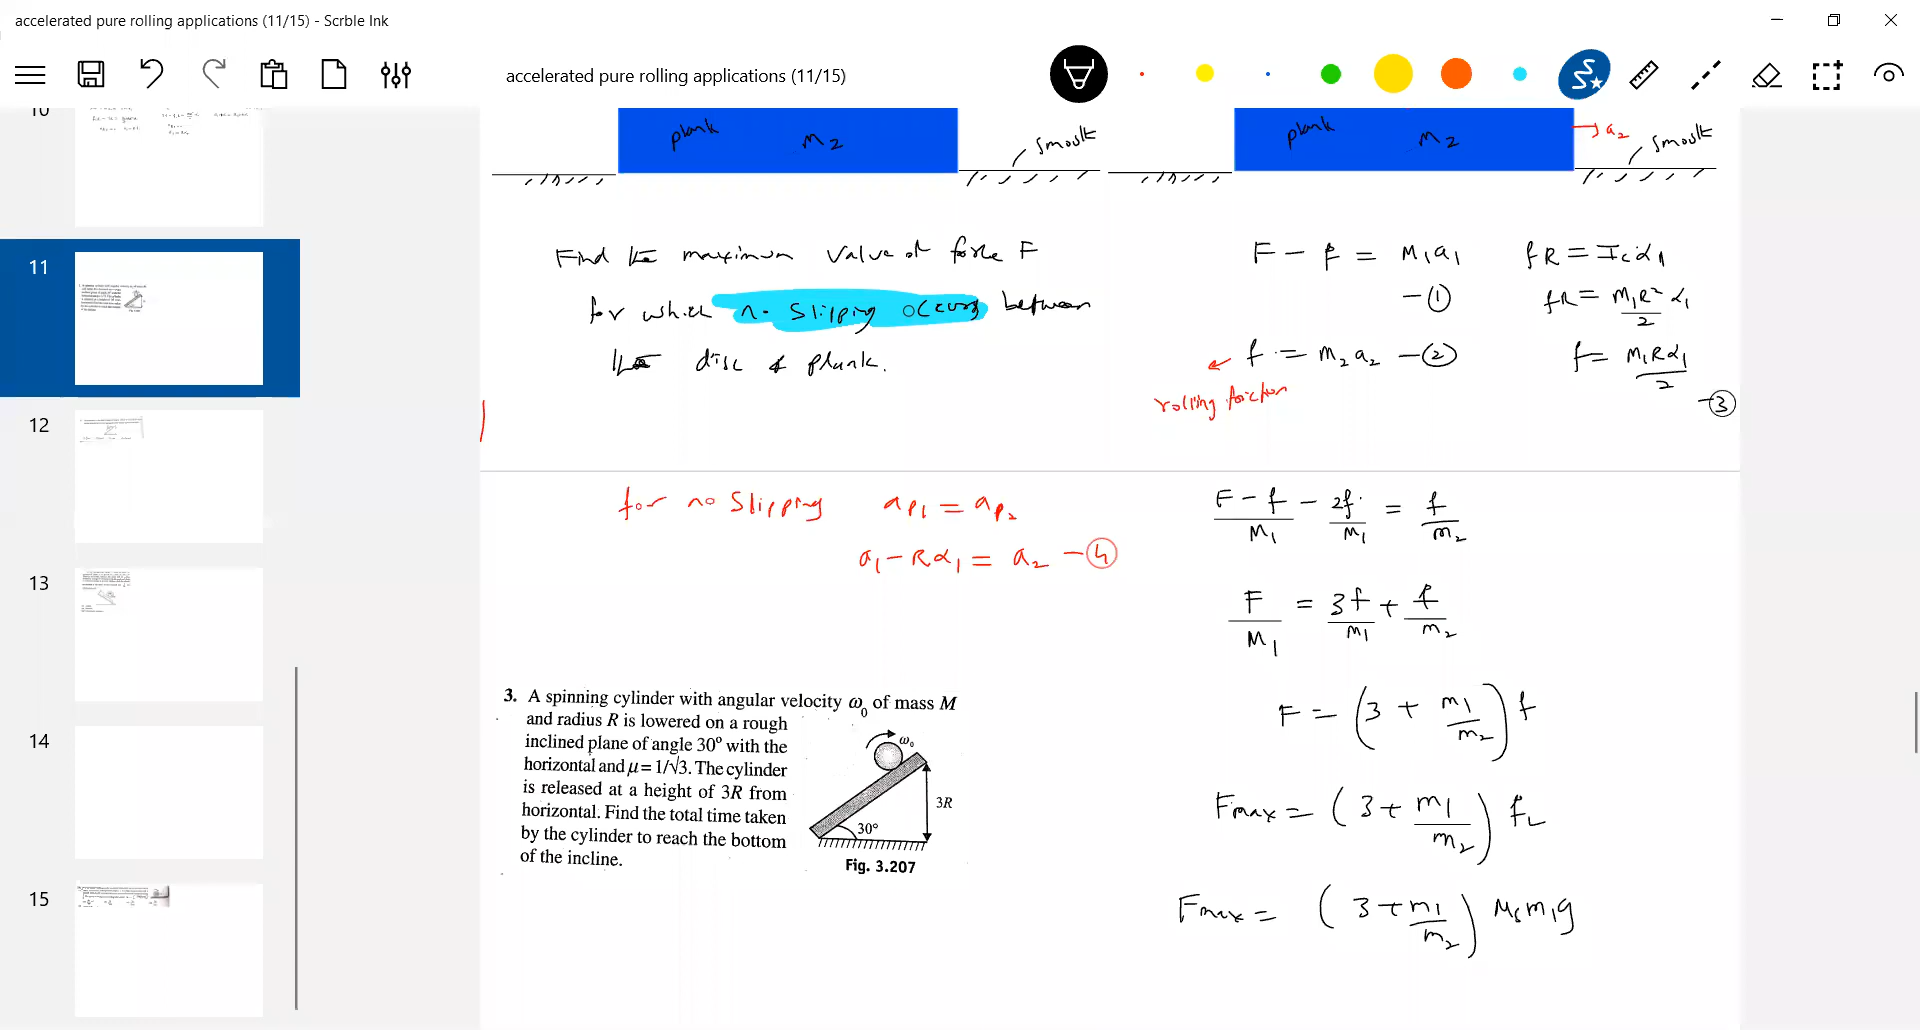 accelerated pure rolling applications (11/15) - Scrble Ink
accelerated pure rolling applications (11/15)
10
11
12
13
14
15
plank m2
smooth
plank m2
→ a2
smooth
Find the maximum value of force F
for which no slipping occurs between
the disc & plank.
F - f = M1a1 - (1)
f = m2a2 - (2)
rolling friction
fR = Icα1
fR = M1R²/2 α1
f = M1Rα1/2 - (3)
for no slipping aP1 = aP2
a1 - Rα1 = a2 - (4)
F - f/M1 - 2f/M1 = f/m2
F/M1 = 3f/M1 + f/m2
F = (3 + m1/m2) f
Fmax = (3 + m1/m2) fL
Fmax = (3 + m1/m2) μsm1g
3. A spinning cylinder with angular velocity ω0 of mass M
and radius R is lowered on a rough
inclined plane of angle 30º with the
horizontal and μ = 1/√3. The cylinder
is released at a height of 3R from
horizontal. Find the total time taken
by the cylinder to reach the bottom
of the incline.
ω0
3R
30°
Fig. 3.207